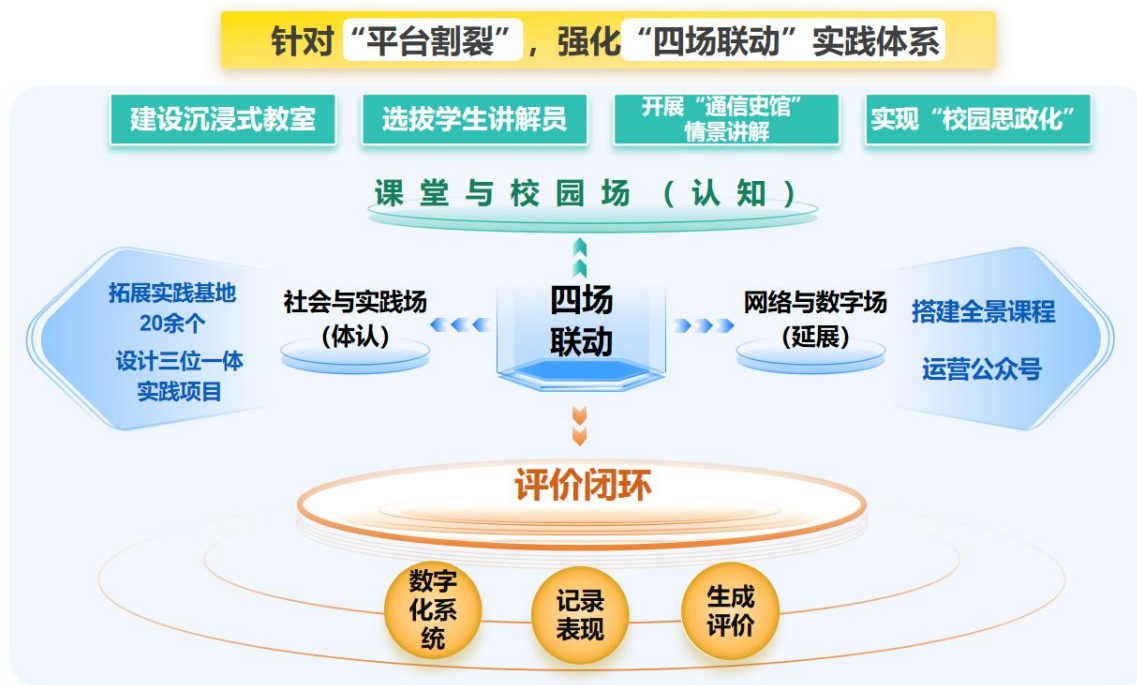 针对“平台割裂”，强化“四场联动”实践体系
建设沉浸式教室
选拔学生讲解员
开展“通信史馆”
情景讲解
实现“校园思政化”
课堂与校园场（认知）
拓展实践基地
20余个
设计三位一体
实践项目
社会与实践场
（体认）
四场
联动
网络与数字场
（延展）
搭建全景课程
运营公众号
评价闭环
数字
化系
统
记录
表现
生成
评价